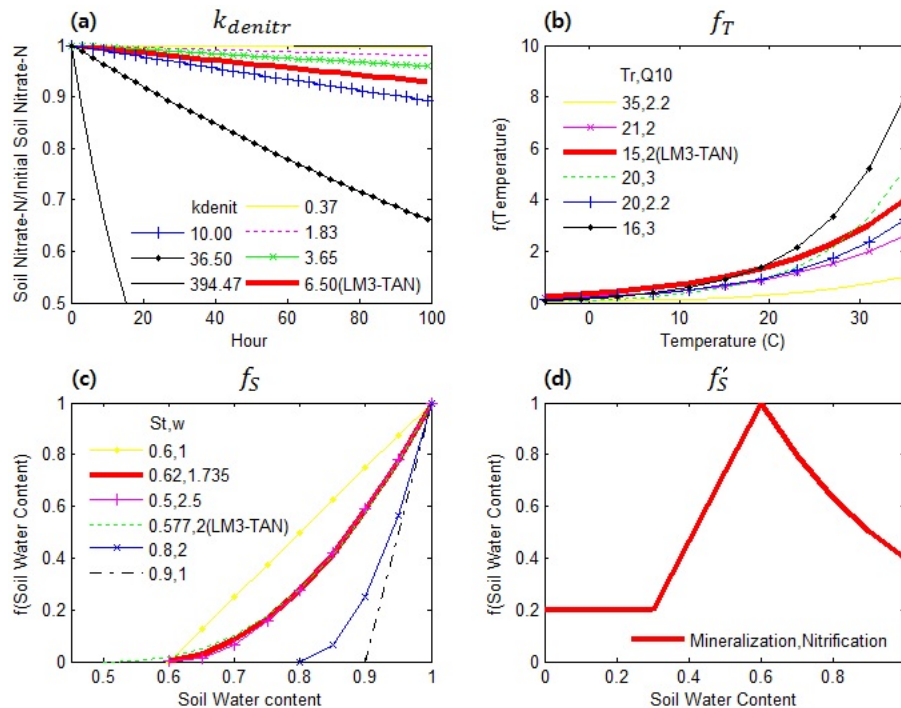 (a)
k_denitr
Soil Nitrate-N/Initial Soil Nitrate-N
1
0.9
0.8
0.7
0.6
0.5
kdenit
10.00
36.50
394.47
0.37
1.83
3.65
6.50(LM3-TAN)
0 20 40 60 80 100
Hour
(b)
f_T
f(Temperature)
10
8
6
4
2
0
Tr,Q10
35,2.2
21,2
15,2(LM3-TAN)
20,3
20,2.2
16,3
0 10 20 30
Temperature (C)
(c)
f_S
f(Soil Water Content)
1
0.8
0.6
0.4
0.2
0
St,w
0.6,1
0.62,1.735
0.5,2.5
0.577,2(LM3-TAN)
0.8,2
0.9,1
0.5 0.6 0.7 0.8 0.9 1
Soil Water content
(d)
f′_S
f(Soil Water Content)
1
0.8
0.6
0.4
0.2
0
Mineralization,Nitrification
0.0 0.2 0.4 0.6 0.8
Soil Water Content